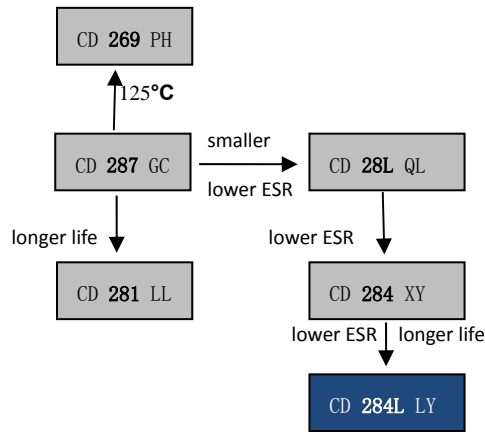 CD 269 PH
125°C
CD 287 GC
smaller
lower ESR
CD 28L QL
longer life
lower ESR
CD 281 LL
CD 284 XY
lower ESR longer life
CD 284L LY